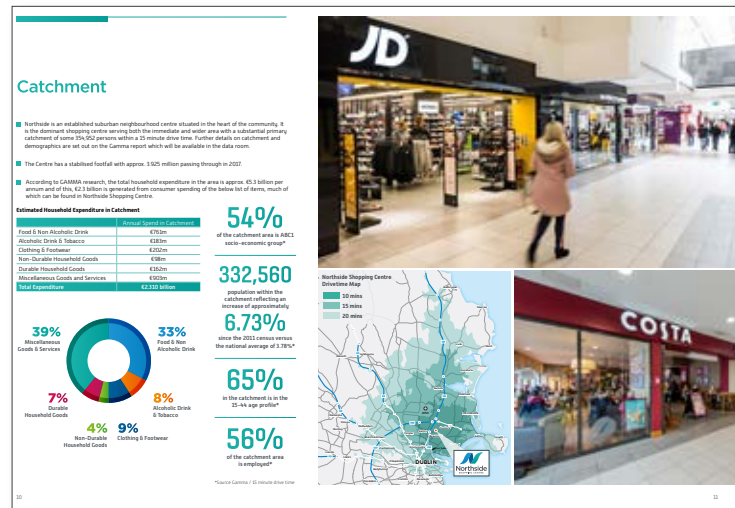 Catchment
Northside is an established suburban neighbourhood centre situated in the heart of the community. It
is the dominant shopping centre serving both the immediate and wider area with a substantial primary
catchment of some 354,952 persons within a 15 minute drive time. Further details on catchment and
demographics are set out on the Gamma report which will be available in the data room.
The Centre has a stabilised footfall with approx. 3.925 million passing through in 2017.
According to GAMMA research, the total household expenditure in the area is approx. €5.3 billion per
annum and of this, €2.3 billion is generated from consumer spending of the below list of items, much of
which can be found in Northside Shopping Centre.
Estimated Household Expenditure in Catchment
Annual Spend in Catchment
Food & Non Alcoholic Drink €761m
Alcoholic Drink & Tobacco €183m
Clothing & Footwear €202m
Non-Durable Household Goods €98m
Durable Household Goods €162m
Miscellaneous Goods and Services €903m
Total Expenditure €2.310 billion
39%
Miscellaneous
Goods & Services
33%
Food & Non
Alcoholic Drink
7%
Durable
Household Goods
8%
Alcoholic Drink
& Tobacco
4%
Non-Durable
Household Goods
9%
Clothing & Footwear
54%
of the catchment area is ABC1
socio-economic group*
332,560
population within the
catchment reflecting an
increase of approximately
6.73%
since the 2011 census versus
the national average of 3.78%*
65%
in the catchment is in the
15-44 age profile*
56%
of the catchment area
is employed*
*Source Gamma / 15 minute drive time
10
JD
Northside Shopping Centre
Drivetime Map
10 mins
15 mins
20 mins
DUBLIN
Northside
COSTA
11